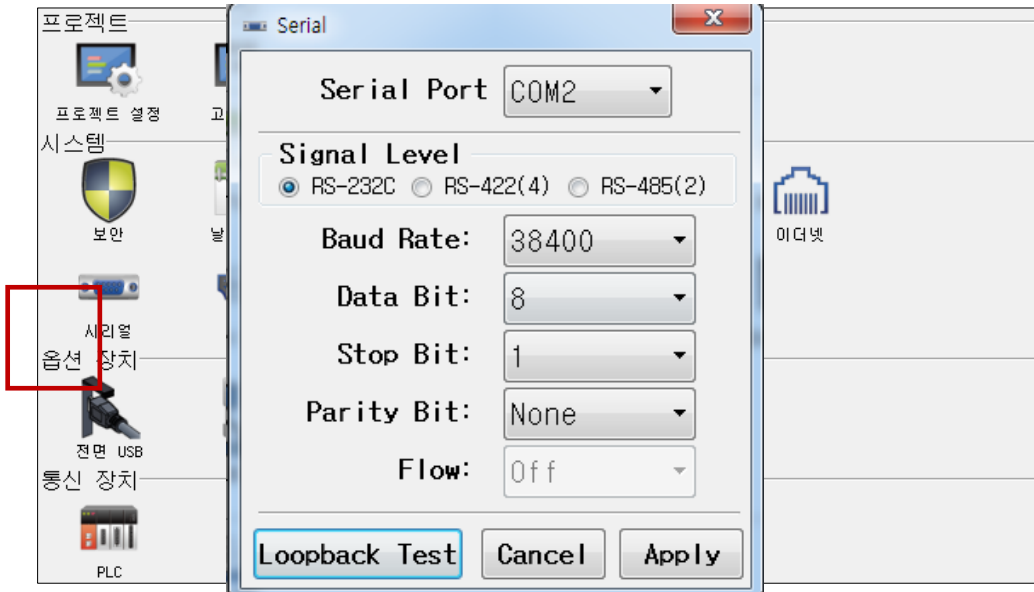 프로젝트
프로젝트 설정
시스템
보안
이더넷
시리얼
옵션 장치
전면 USB
통신 장치
PLC
Serial
Serial Port COM2
Signal Level
RS-232C RS-422(4) RS-485(2)
Baud Rate: 38400
Data Bit: 8
Stop Bit: 1
Parity Bit: None
Flow: Off
Loopback Test Cancel Apply